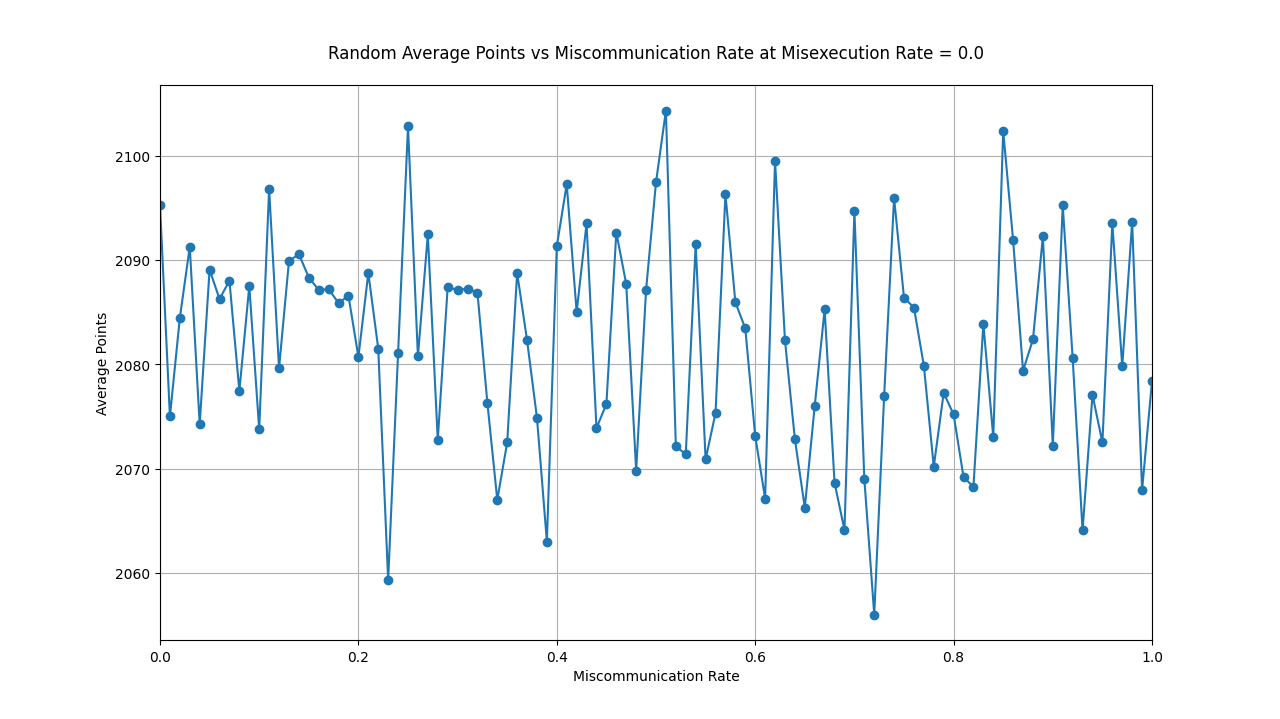 Random Average Points vs Miscommunication Rate at Misexecution Rate = 0.0
Average Points
2100
2090
2080
2070
2060
0.0 0.2 0.4 0.6 0.8 1.0
Miscommunication Rate